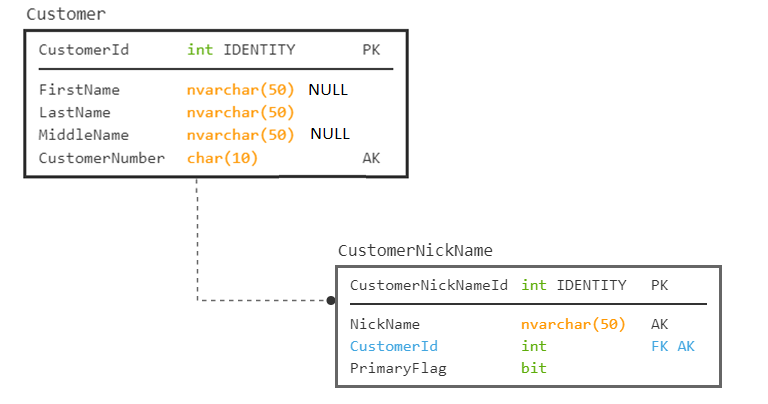 Customer
CustomerId int IDENTITY PK
FirstName nvarchar(50) NULL
LastName nvarchar(50)
MiddleName nvarchar(50) NULL
CustomerNumber char(10) AK
CustomerNickName
CustomerNickNameId int IDENTITY PK
NickName nvarchar(50) AK
CustomerId int FK AK
PrimaryFlag bit